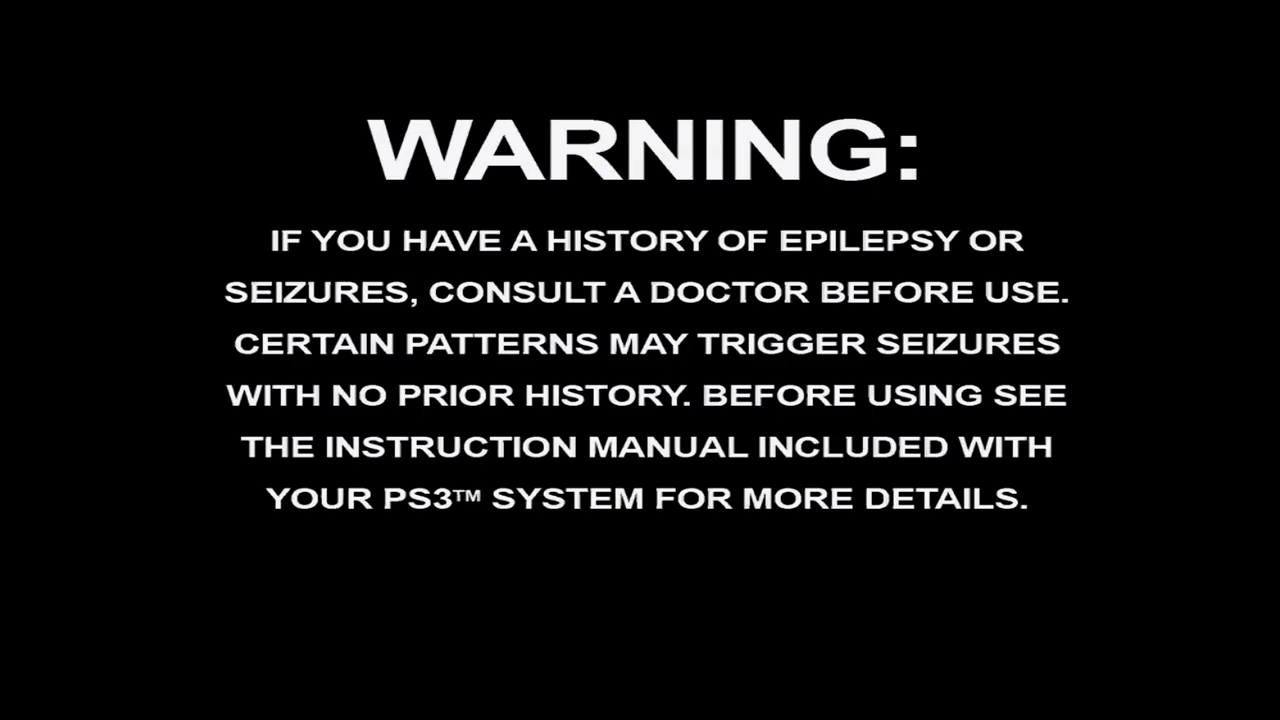 WARNING:
IF YOU HAVE A HISTORY OF EPILEPSY OR
SEIZURES, CONSULT A DOCTOR BEFORE USE.
CERTAIN PATTERNS MAY TRIGGER SEIZURES
WITH NO PRIOR HISTORY. BEFORE USING SEE
THE INSTRUCTION MANUAL INCLUDED WITH
YOUR PS3™ SYSTEM FOR MORE DETAILS.